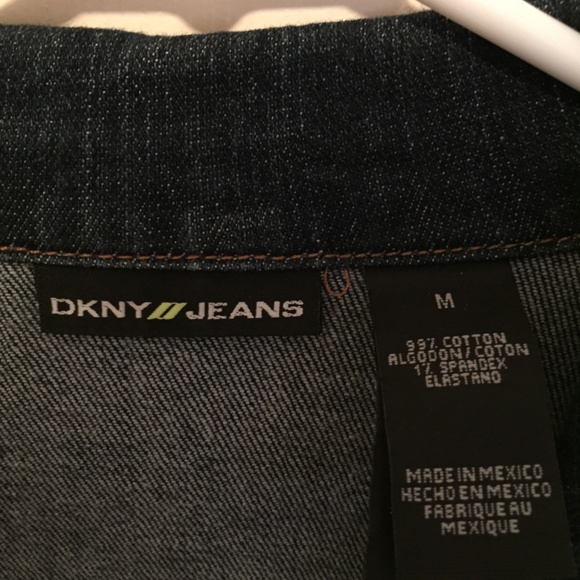 DKNY//JEANS
M
99% COTTON
ALGODON/COTON
1% SPANDEX
ELASTANO
MADE IN MEXICO
HECHO EN MEXICO
FABRIQUE AU
MEXIQUE